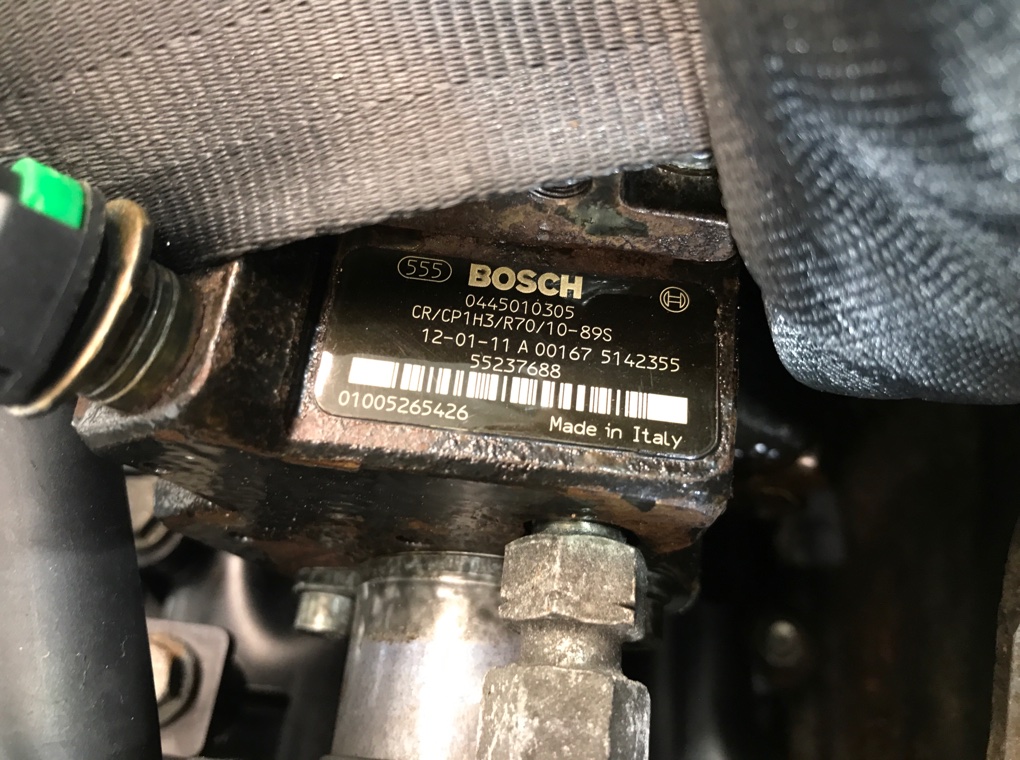 555 BOSCH
0445010305
CR/CP1H3/R70/10-89S
12-01-11 A 00167 5142355
55237688
01005265426
Made in Italy